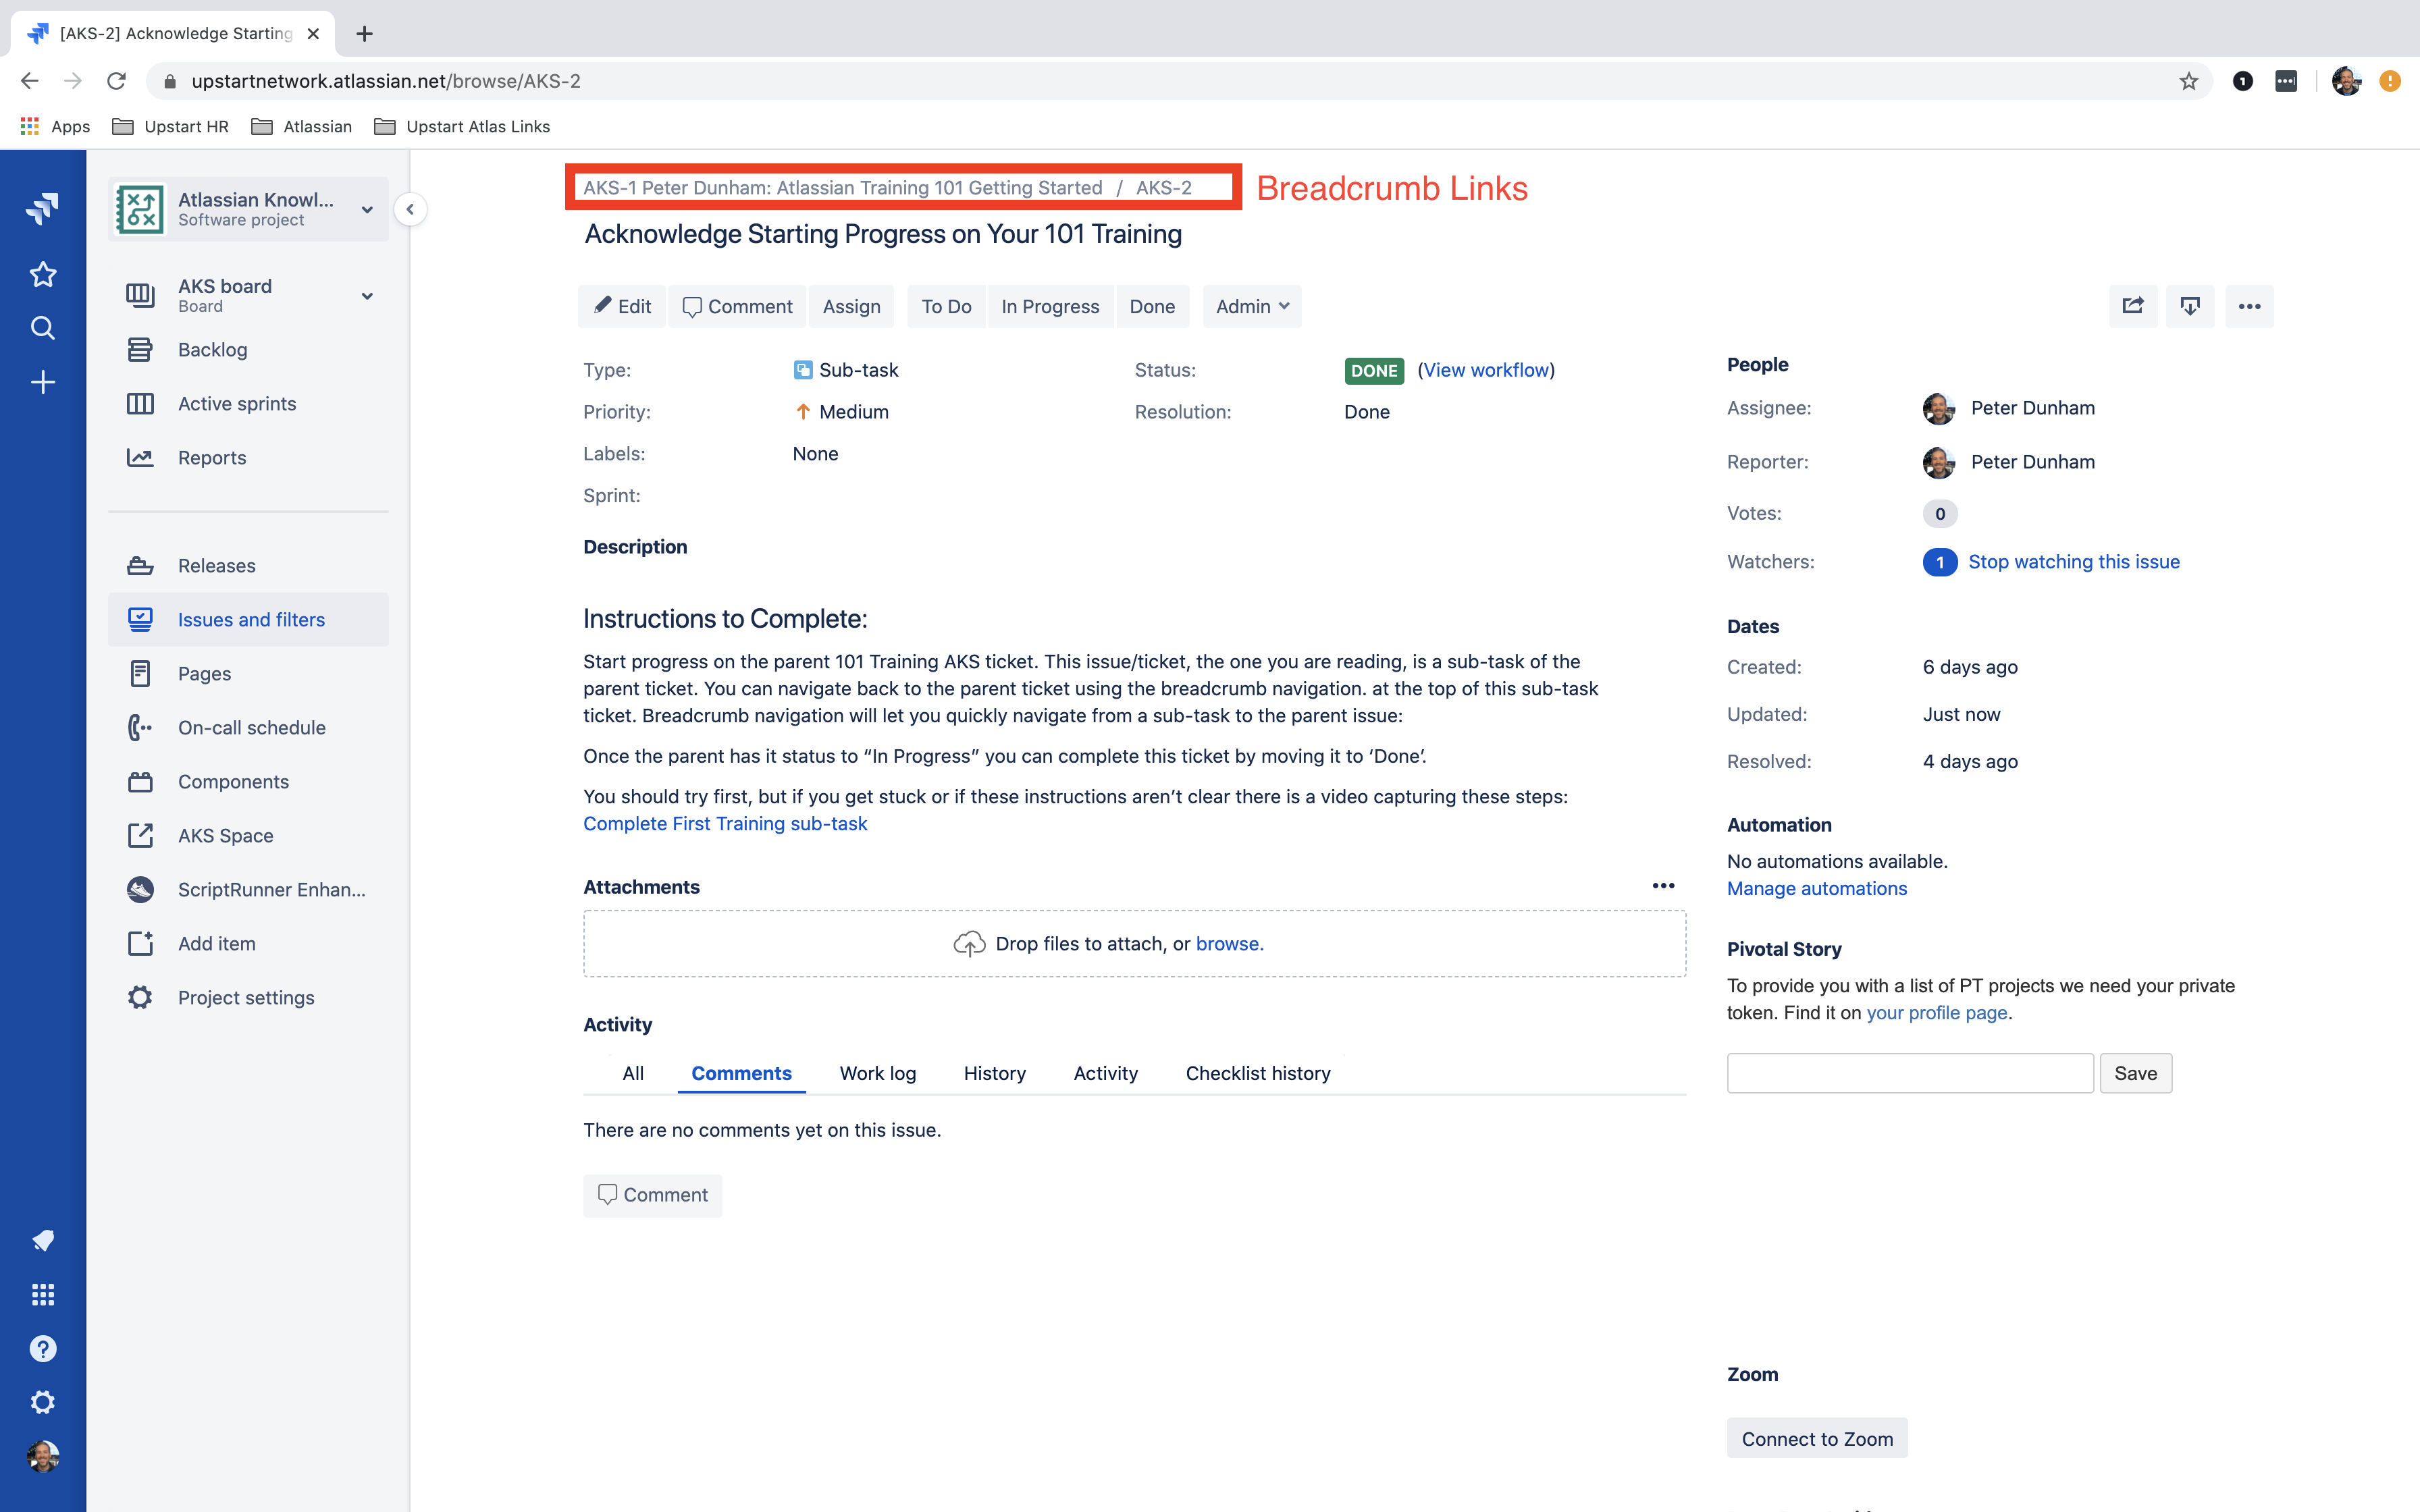 [AKS-2] Acknowledge Starting
upstartnetwork.atlassian.net/browse/AKS-2
Apps
Upstart HR
Atlassian
Upstart Atlas Links
Atlassian Knowl...
Software project
AKS board
Board
Backlog
Active sprints
Reports
Releases
Issues and filters
Pages
On-call schedule
Components
AKS Space
ScriptRunner Enhan...
Add item
Project settings
AKS-1 Peter Dunham: Atlassian Training 101 Getting Started / AKS-2
Breadcrumb Links
Acknowledge Starting Progress on Your 101 Training
Edit
Comment
Assign
To Do
In Progress
Done
Admin
Type: Sub-task
Status: DONE (View workflow)
Priority: Medium
Resolution: Done
Labels: None
Sprint:
Description
Instructions to Complete:
Start progress on the parent 101 Training AKS ticket. This issue/ticket, the one you are reading, is a sub-task of the
parent ticket. You can navigate back to the parent ticket using the breadcrumb navigation. at the top of this sub-task
ticket. Breadcrumb navigation will let you quickly navigate from a sub-task to the parent issue:
Once the parent has it status to “In Progress” you can complete this ticket by moving it to ‘Done’.
You should try first, but if you get stuck or if these instructions aren’t clear there is a video capturing these steps:
Complete First Training sub-task
Attachments
Drop files to attach, or browse.
Activity
All
Comments
Work log
History
Activity
Checklist history
There are no comments yet on this issue.
Comment
People
Assignee: Peter Dunham
Reporter: Peter Dunham
Votes: 0
Watchers: 1 Stop watching this issue
Dates
Created: 6 days ago
Updated: Just now
Resolved: 4 days ago
Automation
No automations available.
Manage automations
Pivotal Story
To provide you with a list of PT projects we need your private
token. Find it on your profile page.
Save
Zoom
Connect to Zoom